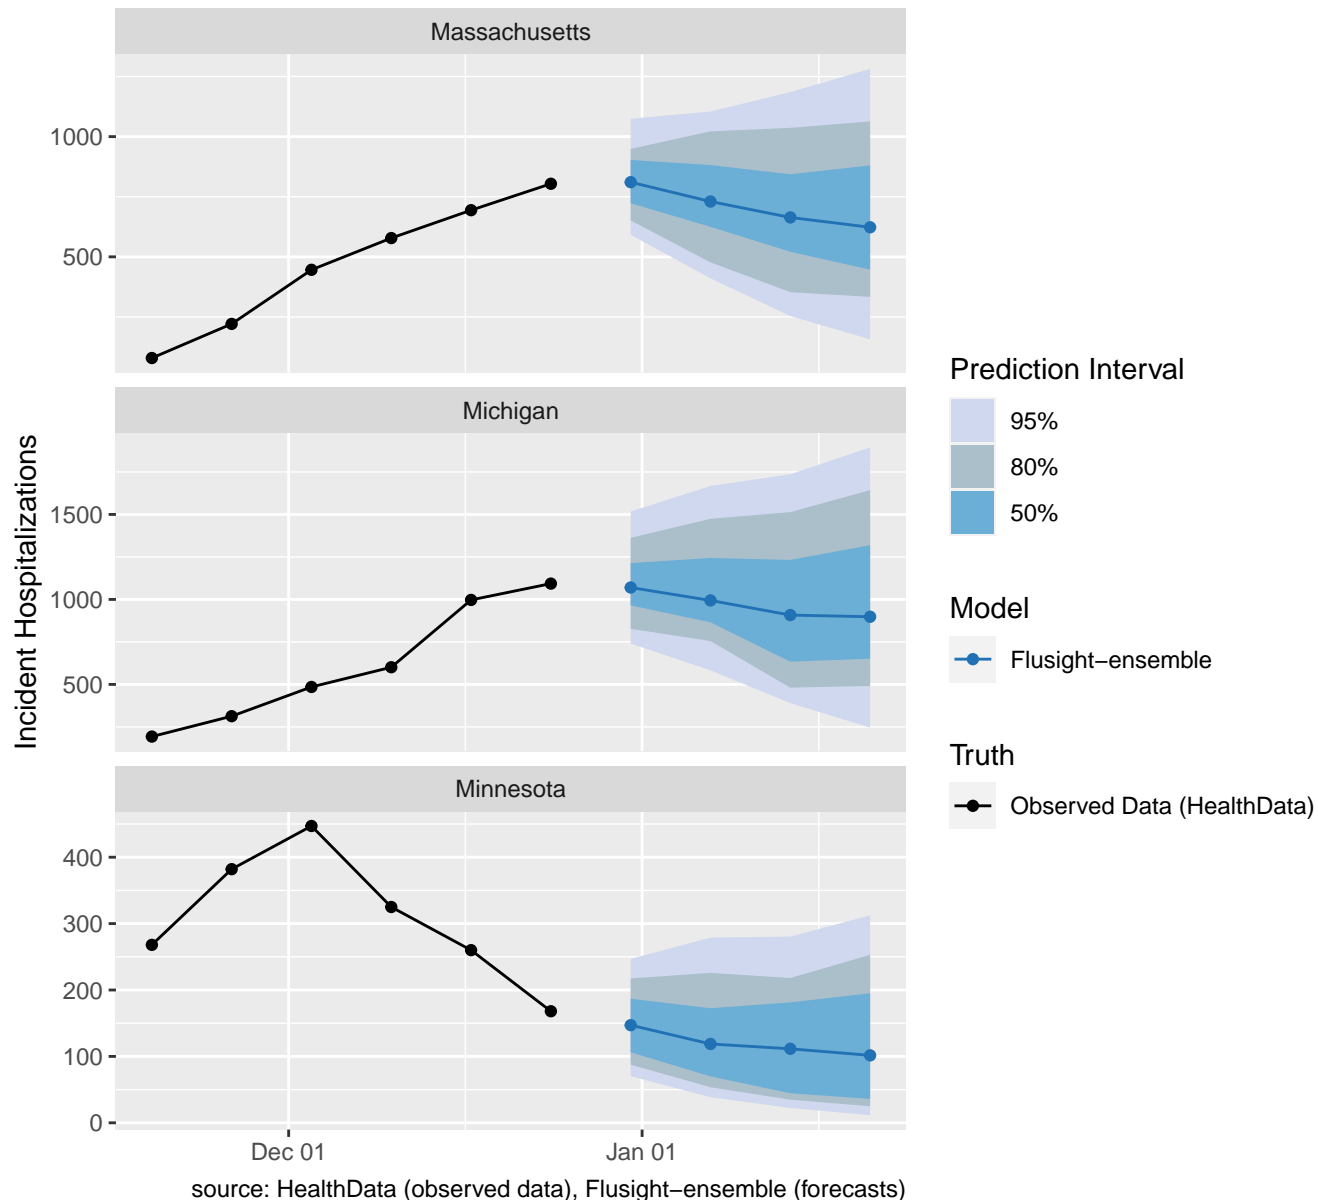 Massachusetts
1000
500
Michigan
1500
1000
500
Minnesota
400
300
200
100
0
Dec 01
Jan 01
Incident Hospitalizations
source: HealthData (observed data), Flusight−ensemble (forecasts)
Prediction Interval
95%
80%
50%
Model
Flusight−ensemble
Truth
Observed Data (HealthData)